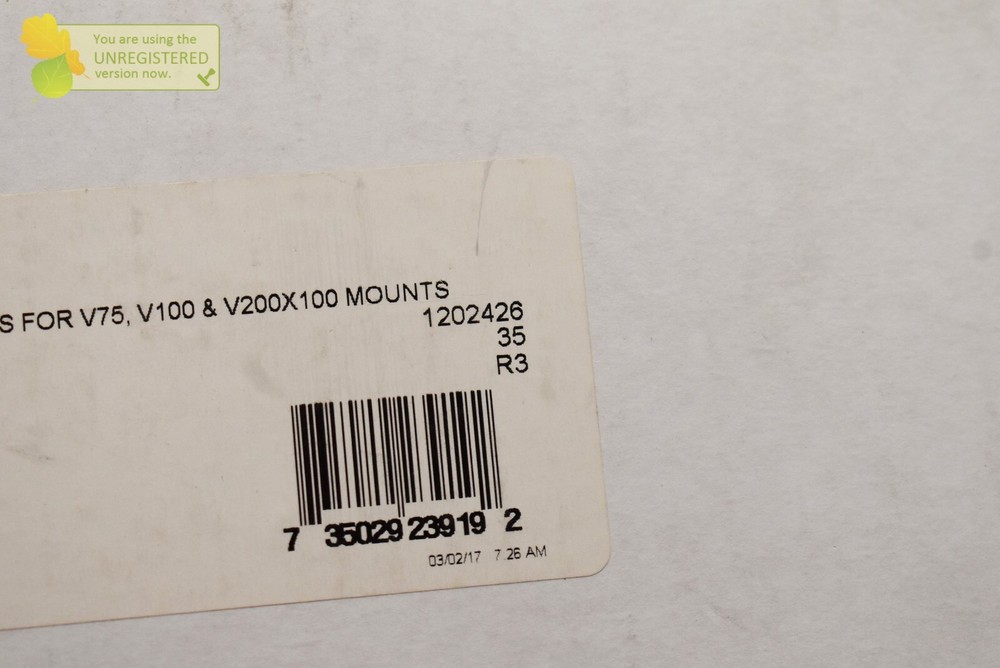 You are using the
UNREGISTERED
version now.
S FOR V75, V100 & V200X100 MOUNTS
1202426
35
R3
7 35029 23919 2
03/02/17 7:26 AM